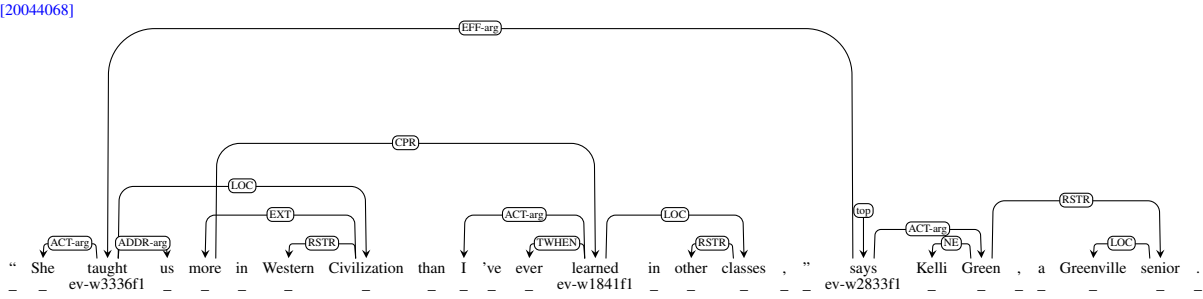 [20044068]
EFF-arg
CPR
LOC
EXT
ACT-arg
LOC
top
ACT-arg
RSTR
ACT-arg ADDR-arg RSTR TWHEN RSTR NE LOC
“ She taught us more in Western Civilization than I 've ever learned in other classes , ” says Kelli Green , a Greenville senior .
_ _ ev-w3336f1 _ _ _ _ _ _ _ _ _ ev-w1841f1 _ _ _ _ _ ev-w2833f1 _ _ _ _ _ _ _